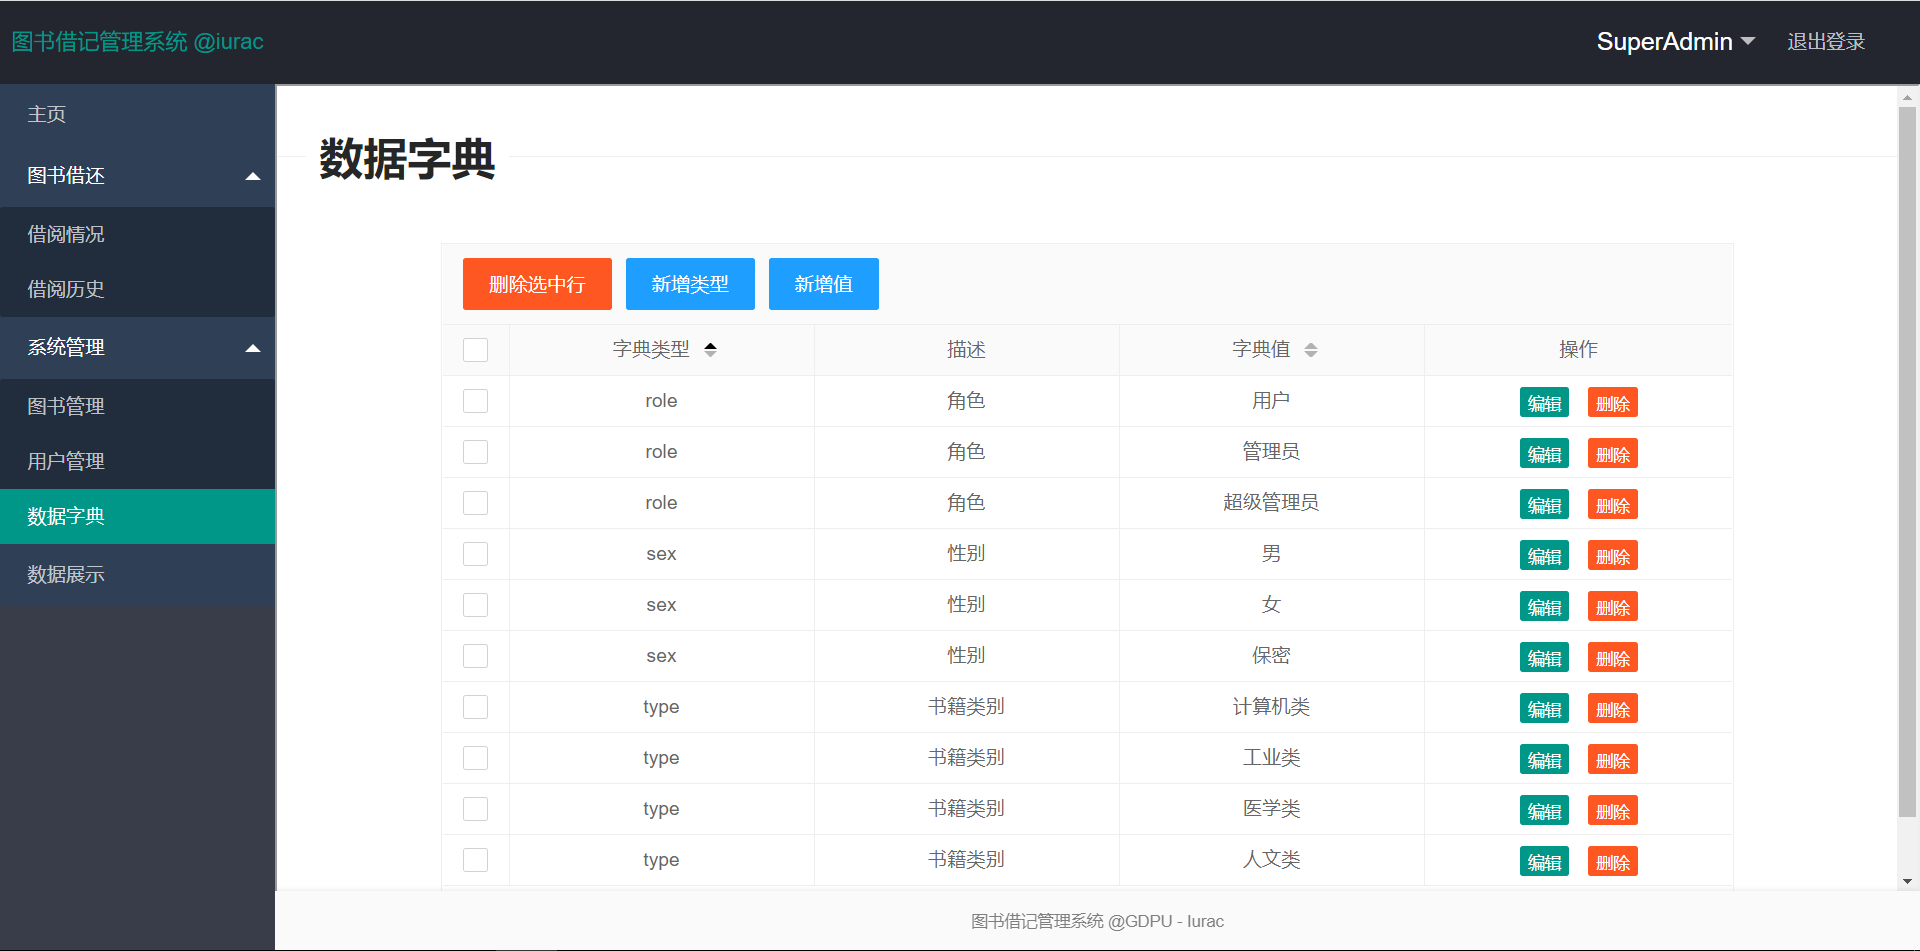 图书借记管理系统 @iurac
SuperAdmin 退出登录
主页
图书借还
借阅情况
借阅历史
系统管理
图书管理
用户管理
数据字典
数据展示
数据字典
删除选中行 新增类型 新增值
字典类型 描述 字典值 操作
role 角色 用户 编辑 删除
role 角色 管理员 编辑 删除
role 角色 超级管理员 编辑 删除
sex 性别 男 编辑 删除
sex 性别 女 编辑 删除
sex 性别 保密 编辑 删除
type 书籍类别 计算机类 编辑 删除
type 书籍类别 工业类 编辑 删除
type 书籍类别 医学类 编辑 删除
type 书籍类别 人文类 编辑 删除
图书借记管理系统 @GDPU - Iurac